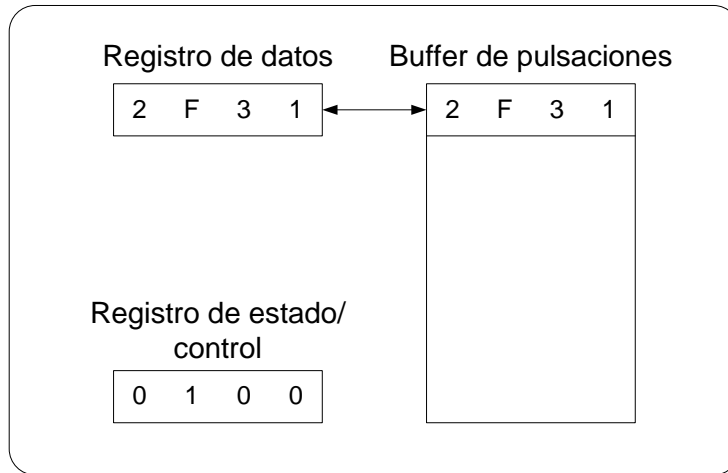 Registro de datos
2 F 3 1
Buffer de pulsaciones
2 F 3 1
Registro de estado/
control
0 1 0 0